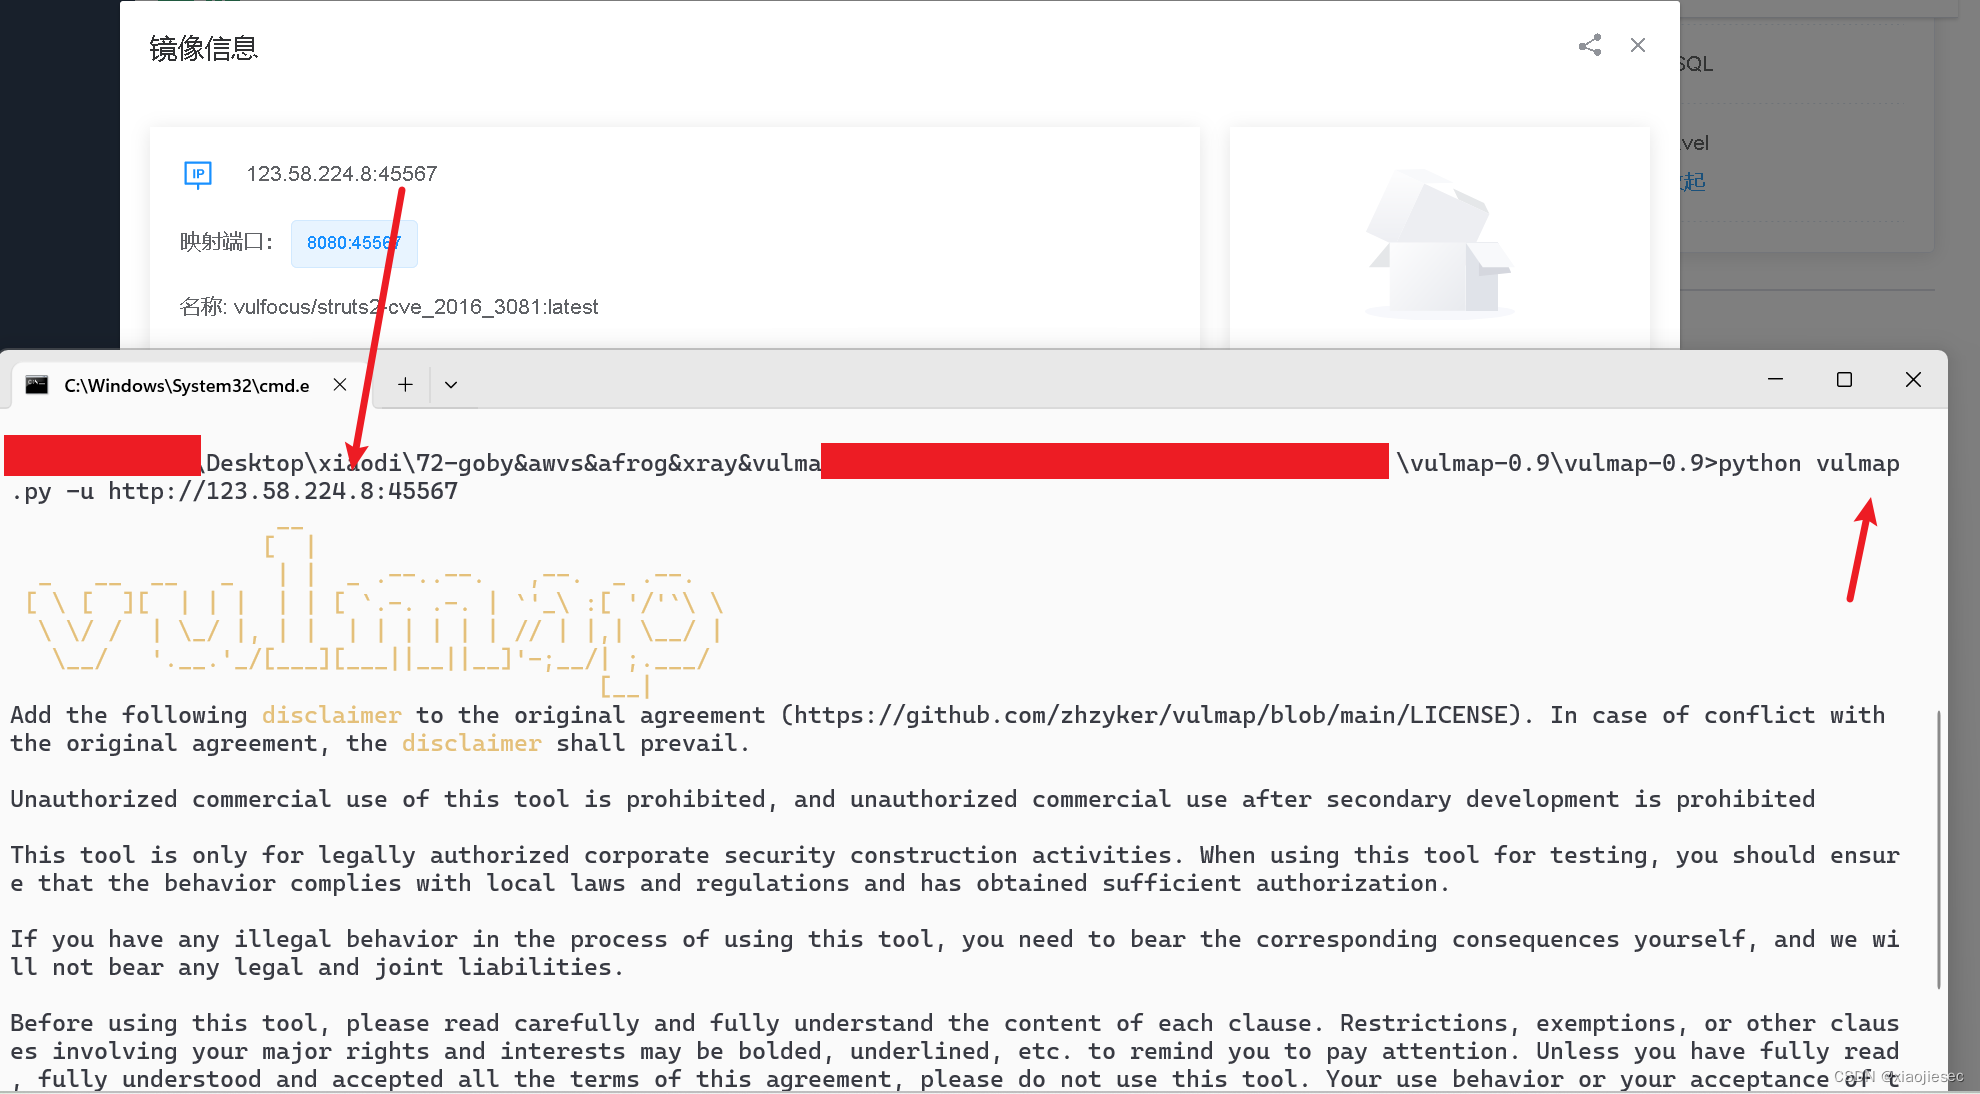 镜像信息
SQL
IP 123.58.224.8:45567
vel
映射端口： 8080:45567
起
名称: vulfocus/struts2-cve_2016_3081:latest
C:\Windows\System32\cmd.e
\Desktop\xiaodi\72-goby&awvs&afrog&xray&vulma \vulmap-0.9\vulmap-0.9>python vulmap
.py -u http://123.58.224.8:45567
vulmap
Add the following disclaimer to the original agreement (https://github.com/zhzyker/vulmap/blob/main/LICENSE). In case of conflict with
the original agreement, the disclaimer shall prevail.
Unauthorized commercial use of this tool is prohibited, and unauthorized commercial use after secondary development is prohibited
This tool is only for legally authorized corporate security construction activities. When using this tool for testing, you should ensur
e that the behavior complies with local laws and regulations and has obtained sufficient authorization.
If you have any illegal behavior in the process of using this tool, you need to bear the corresponding consequences yourself, and we wi
ll not bear any legal and joint liabilities.
Before using this tool, please read carefully and fully understand the content of each clause. Restrictions, exemptions, or other claus
es involving your major rights and interests may be bolded, underlined, etc. to remind you to pay attention. Unless you have fully read
, fully understood and accepted all the terms of this agreement, please do not use this tool. Your use behavior or your acceptance of t
CSDN @xiaojiesec